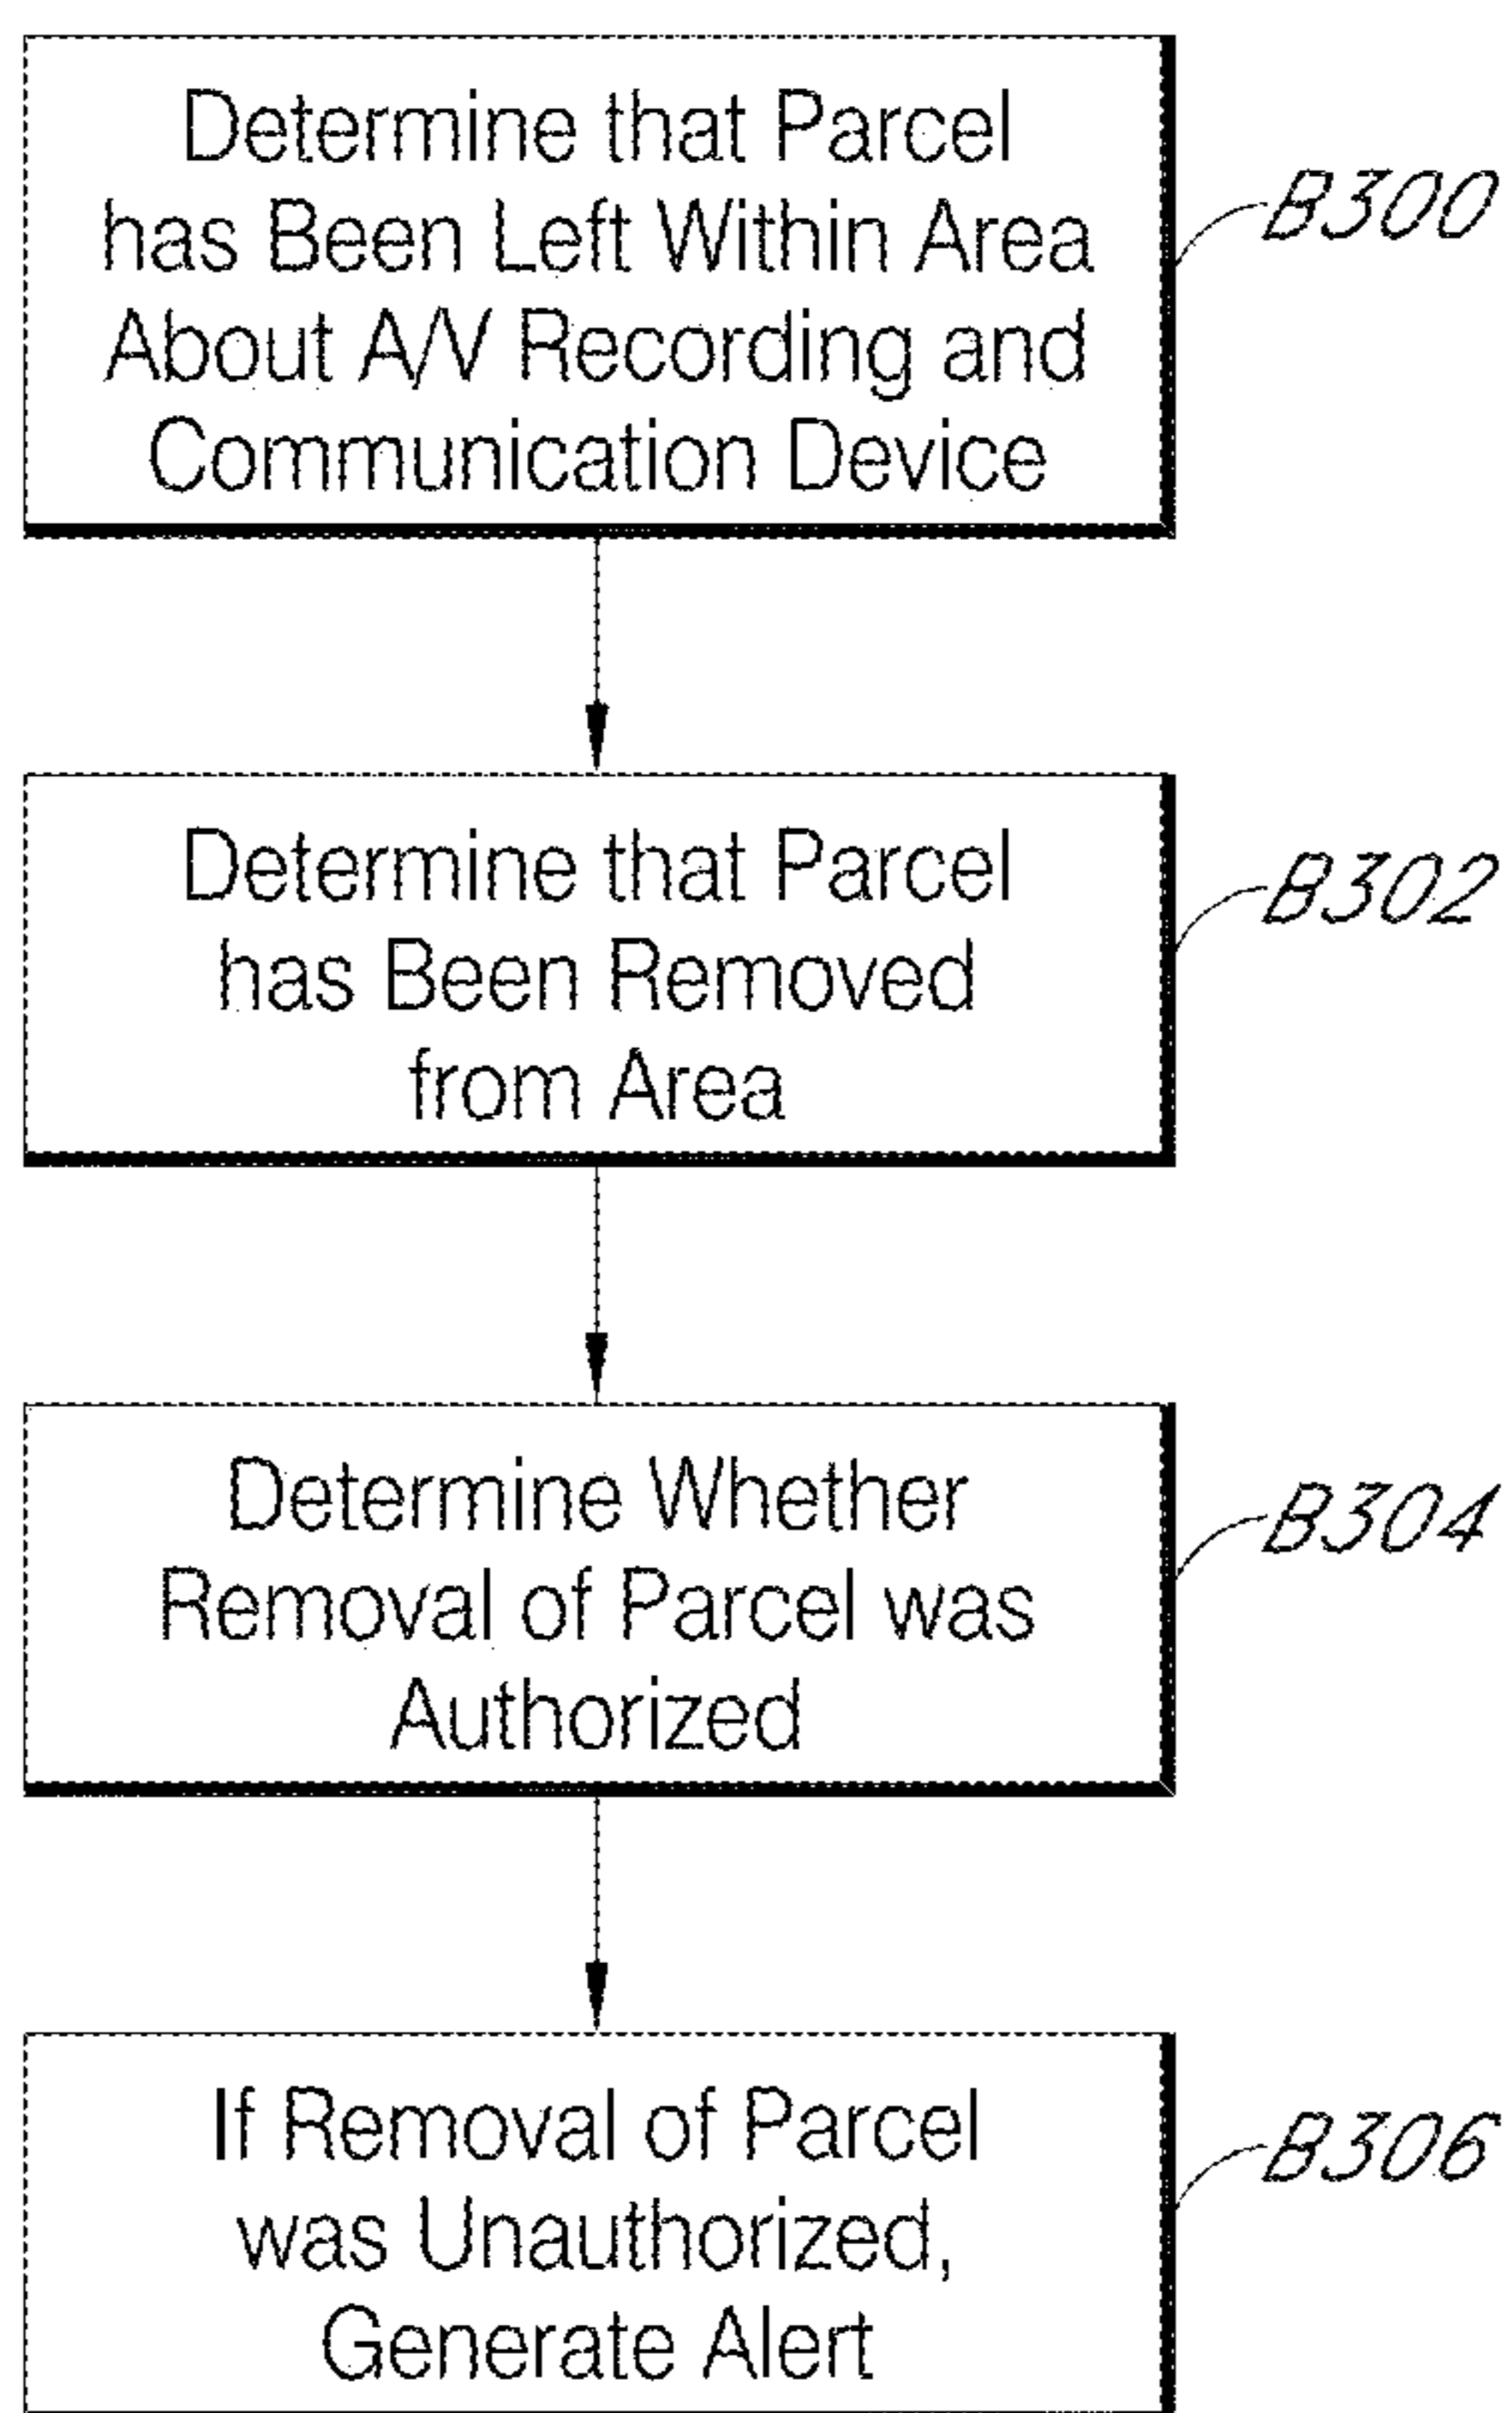 Determine that Parcel
has Been Left Within Area
About A/V Recording and
Communication Device
B300
Determine that Parcel
has Been Removed
from Area
B302
Determine Whether
Removal of Parcel was
Authorized
B304
If Removal of Parcel
was Unauthorized,
Generate Alert
B306